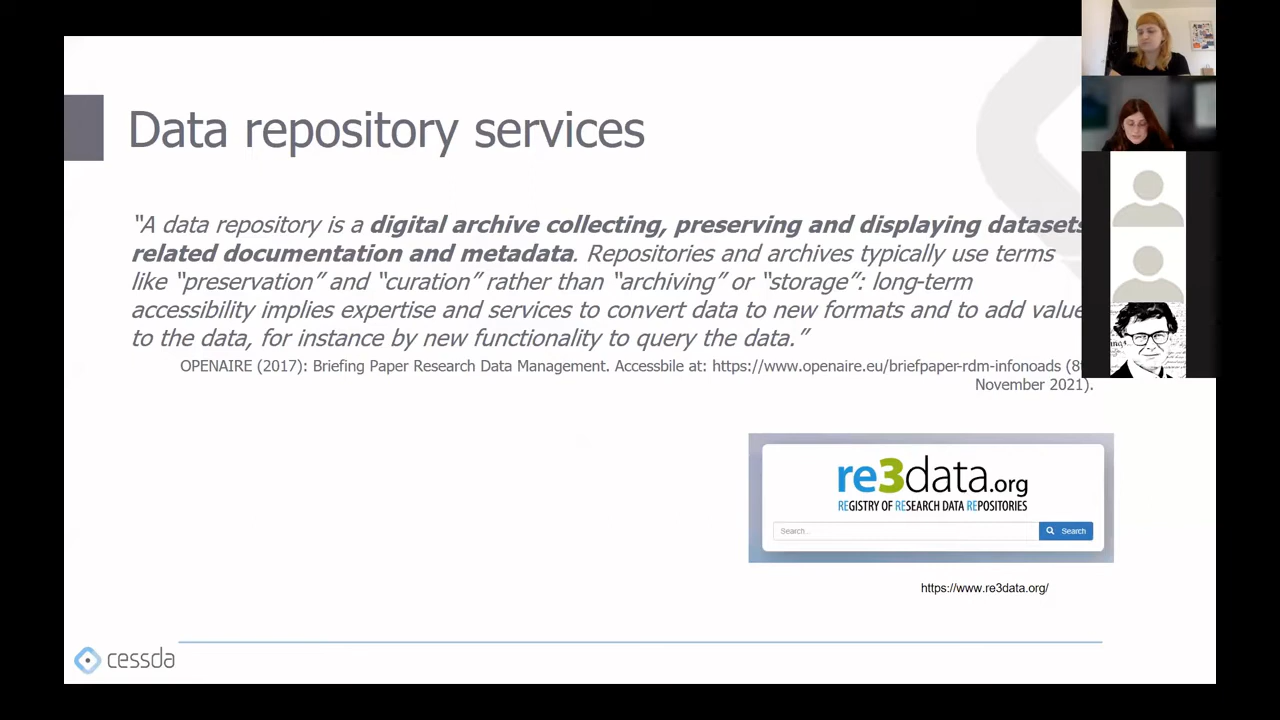 Data repository services
“A data repository is a digital archive collecting, preserving and displaying datasets
related documentation and metadata. Repositories and archives typically use terms
like “preservation” and “curation” rather than “archiving” or “storage”: long-term
accessibility implies expertise and services to convert data to new formats and to add value
to the data, for instance by new functionality to query the data.”
OPENAIRE (2017): Briefing Paper Research Data Management. Accessbile at: https://www.openaire.eu/briefpaper-rdm-infonoads (8
November 2021).
re3data.org
REGISTRY OF RESEARCH DATA REPOSITORIES
Search... Search
https://www.re3data.org/
cessda